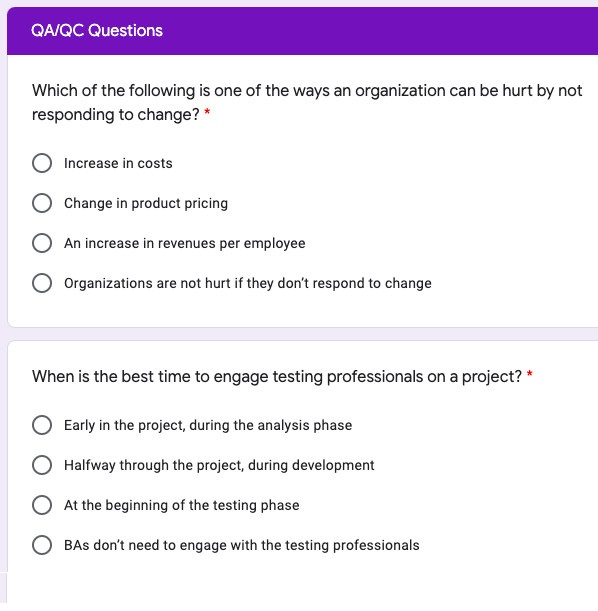 QA/QC Questions
Which of the following is one of the ways an organization can be hurt by not
responding to change? *
Increase in costs
Change in product pricing
An increase in revenues per employee
Organizations are not hurt if they don’t respond to change
When is the best time to engage testing professionals on a project? *
Early in the project, during the analysis phase
Halfway through the project, during development
At the beginning of the testing phase
BAs don’t need to engage with the testing professionals